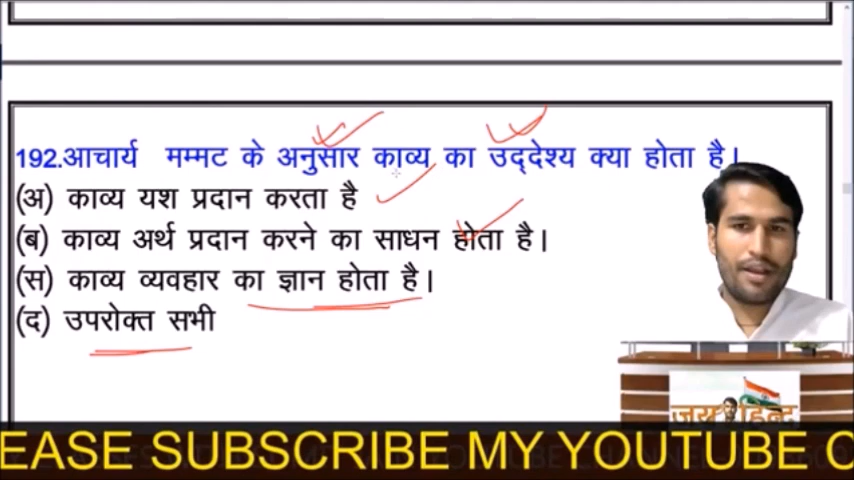 192.आचार्य मम्मट के अनुसार काव्य का उद्देश्य क्या होता है।
(अ) काव्य यश प्रदान करता है
(ब) काव्य अर्थ प्रदान करने का साधन होता है।
(स) काव्य व्यवहार का ज्ञान होता है।
(द) उपरोक्त सभी
जय हिन्द
EASE SUBSCRIBE MY YOUTUBE C